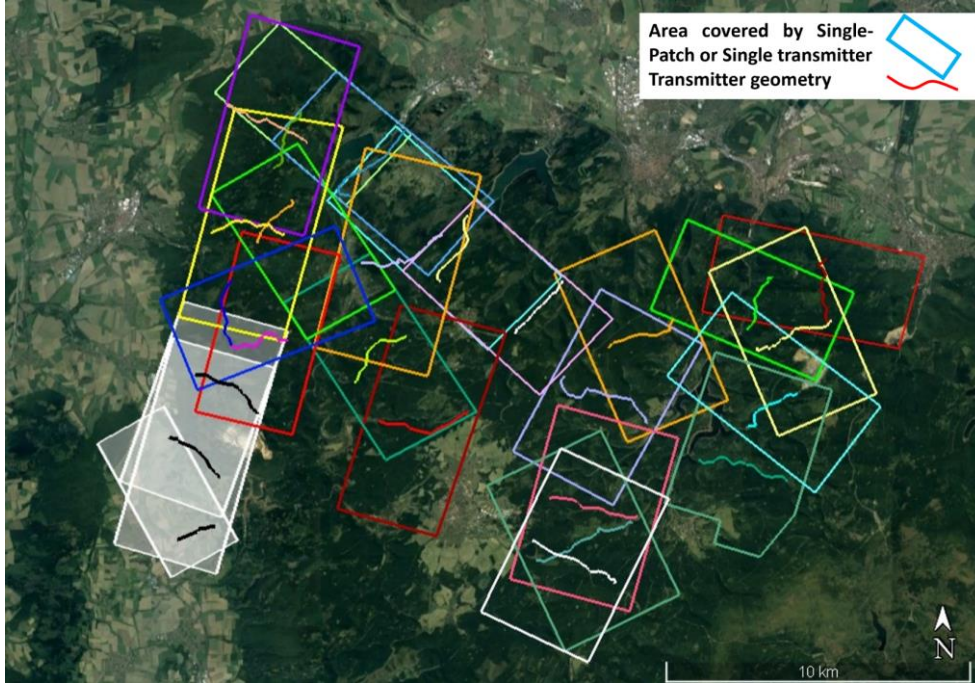 Area covered by Single-
Patch or Single transmitter
Transmitter geometry
N
10 km